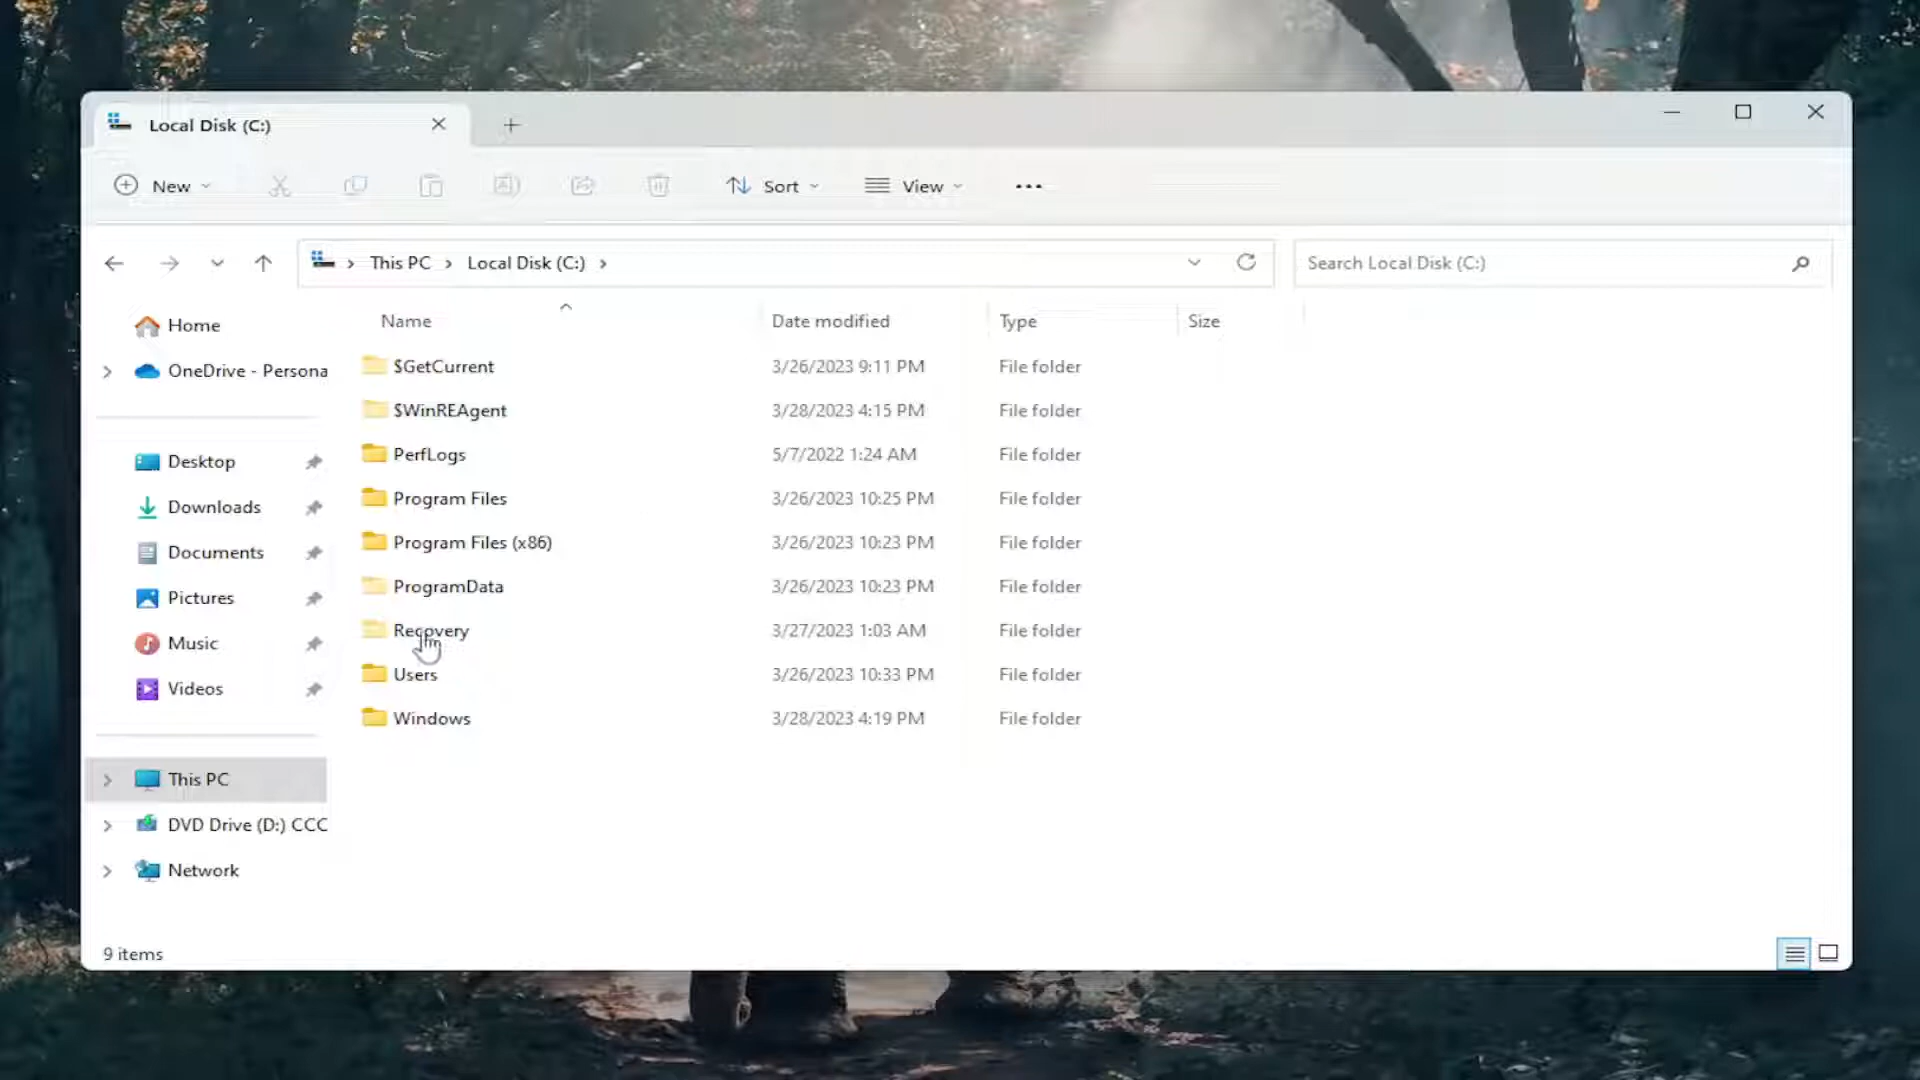 Local Disk (C:)
New
Sort
View
This PC
Local Disk (C:)
Search Local Disk (C:)
Home
OneDrive - Persona
Desktop
Downloads
Documents
Pictures
Music
Videos
This PC
DVD Drive (D:) CCC
Network
Name Date modified Type Size
$GetCurrent 3/26/2023 9:11 PM File folder
$WinREAgent 3/28/2023 4:15 PM File folder
PerfLogs 5/7/2022 1:24 AM File folder
Program Files 3/26/2023 10:25 PM File folder
Program Files (x86) 3/26/2023 10:23 PM File folder
ProgramData 3/26/2023 10:23 PM File folder
Recovery 3/27/2023 1:03 AM File folder
Users 3/26/2023 10:33 PM File folder
Windows 3/28/2023 4:19 PM File folder
9 items